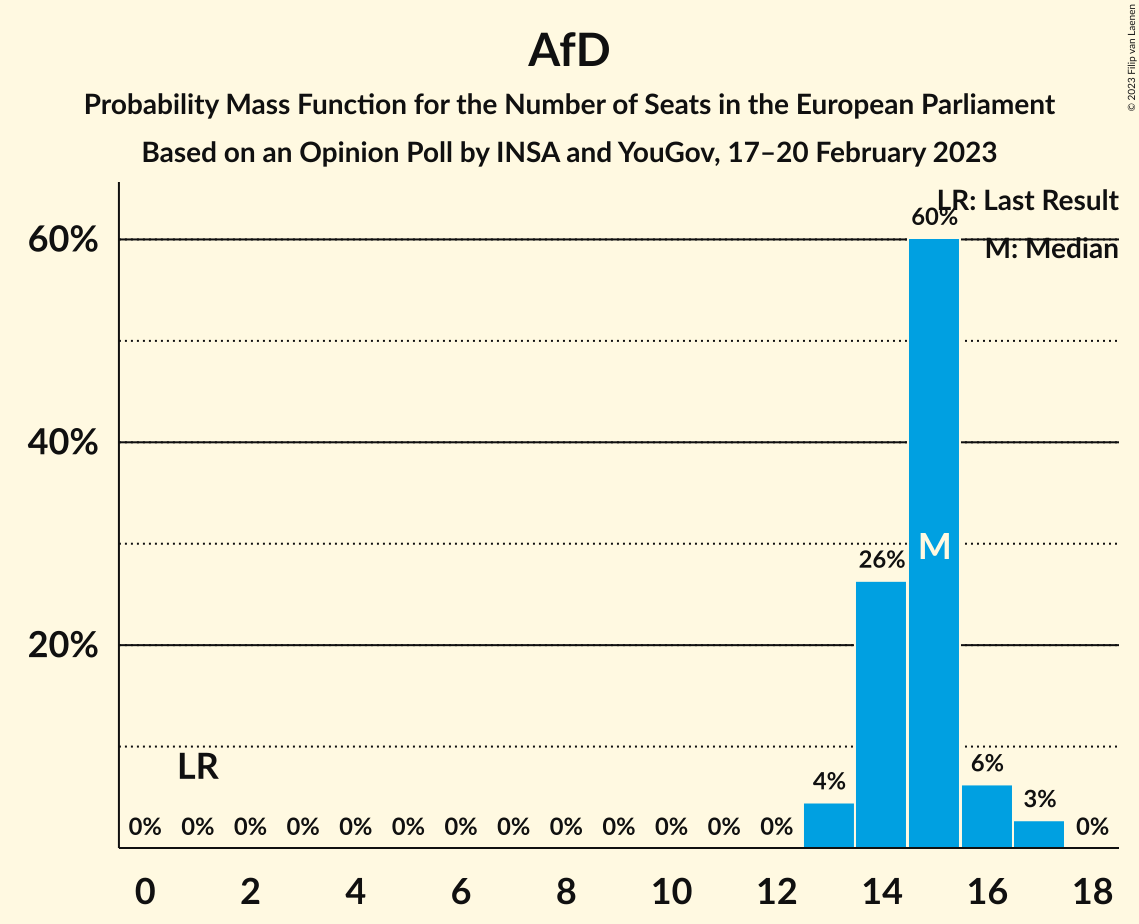 AfD
Probability Mass Function for the Number of Seats in the European Parliament
Based on an Opinion Poll by INSA and YouGov, 17–20 February 2023
© 2023 Filip van Laenen
LR: Last Result
M: Median
60%
40%
20%
LR
0% 0% 0% 0% 0% 0% 0% 0% 0% 0% 0% 0% 0% 4% 26% 60% 6% 3% 0%
M
0 2 4 6 8 10 12 14 16 18